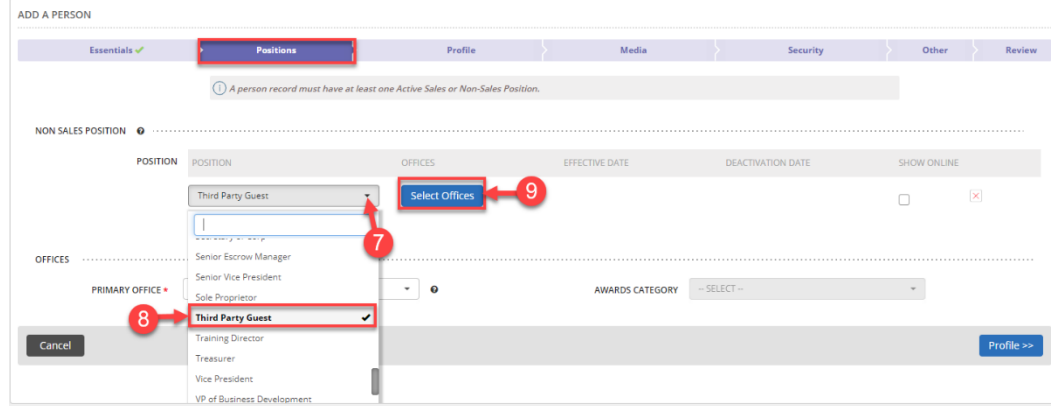 ADD A PERSON
Essentials ✔ Positions Profile Media Security Other Review
A person record must have at least one Active Sales or Non-Sales Position.
NON SALES POSITION
POSITION POSITION OFFICES EFFECTIVE DATE DEACTIVATION DATE SHOW ONLINE
Third Party Guest Select Offices 9
7
Senior Escrow Manager
OFFICES
Senior Vice President
PRIMARY OFFICE * AWARDS CATEGORY -- SELECT --
Sole Proprietor
8 Third Party Guest ✔
Training Director
Cancel Profile >>
Treasurer
Vice President
VP of Business Development